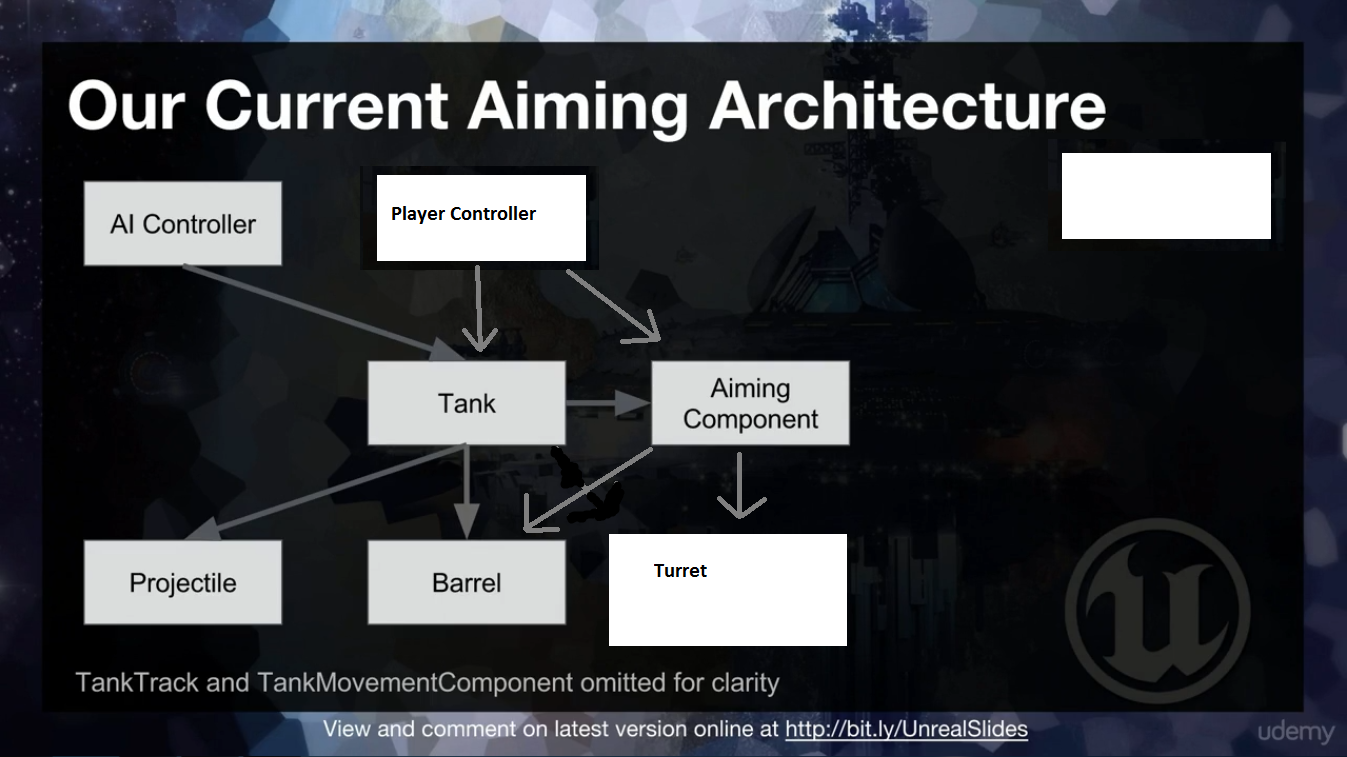 Our Current Aiming Architecture
AI Controller
Player Controller
Tank
Aiming
Component
Projectile
Barrel
Turret
TankTrack and TankMovementComponent omitted for clarity
View and comment on latest version online at http://bit.ly/UnrealSlides
udemy